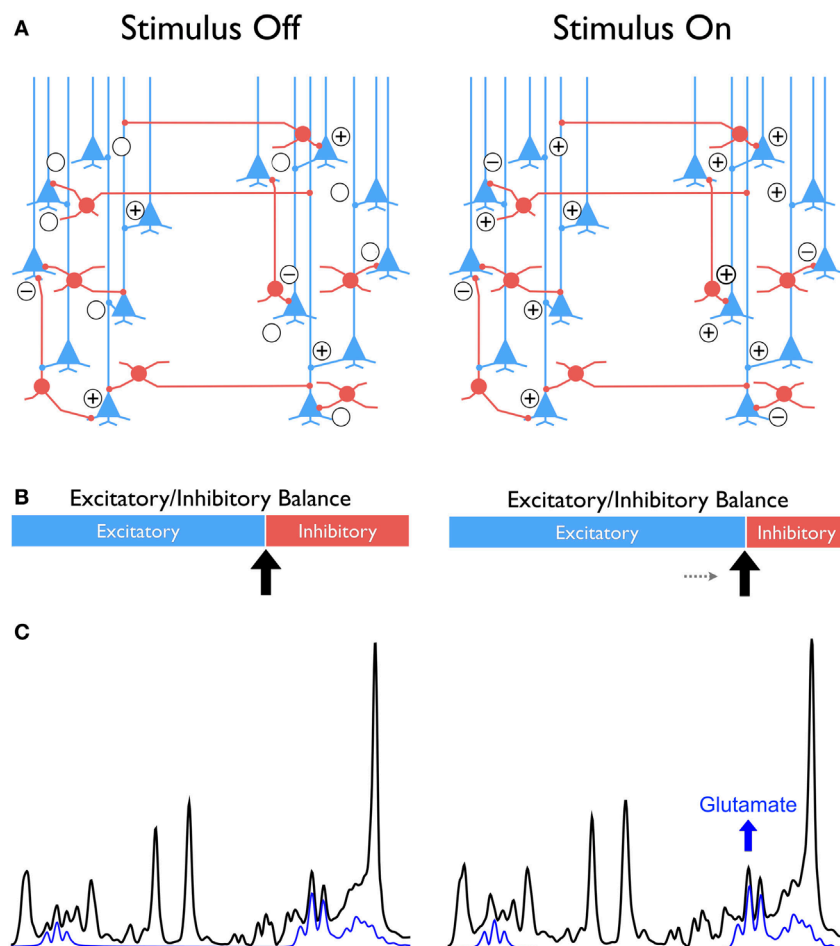 A
Stimulus Off
Stimulus On
+
+
−
+
+
−
−
+
+
+
+
+
+
−
+
−
+
−
+
+
+
+
−
B
Excitatory/Inhibitory Balance
Excitatory/Inhibitory Balance
Excitatory
Inhibitory
Excitatory
Inhibitory
C
Glutamate